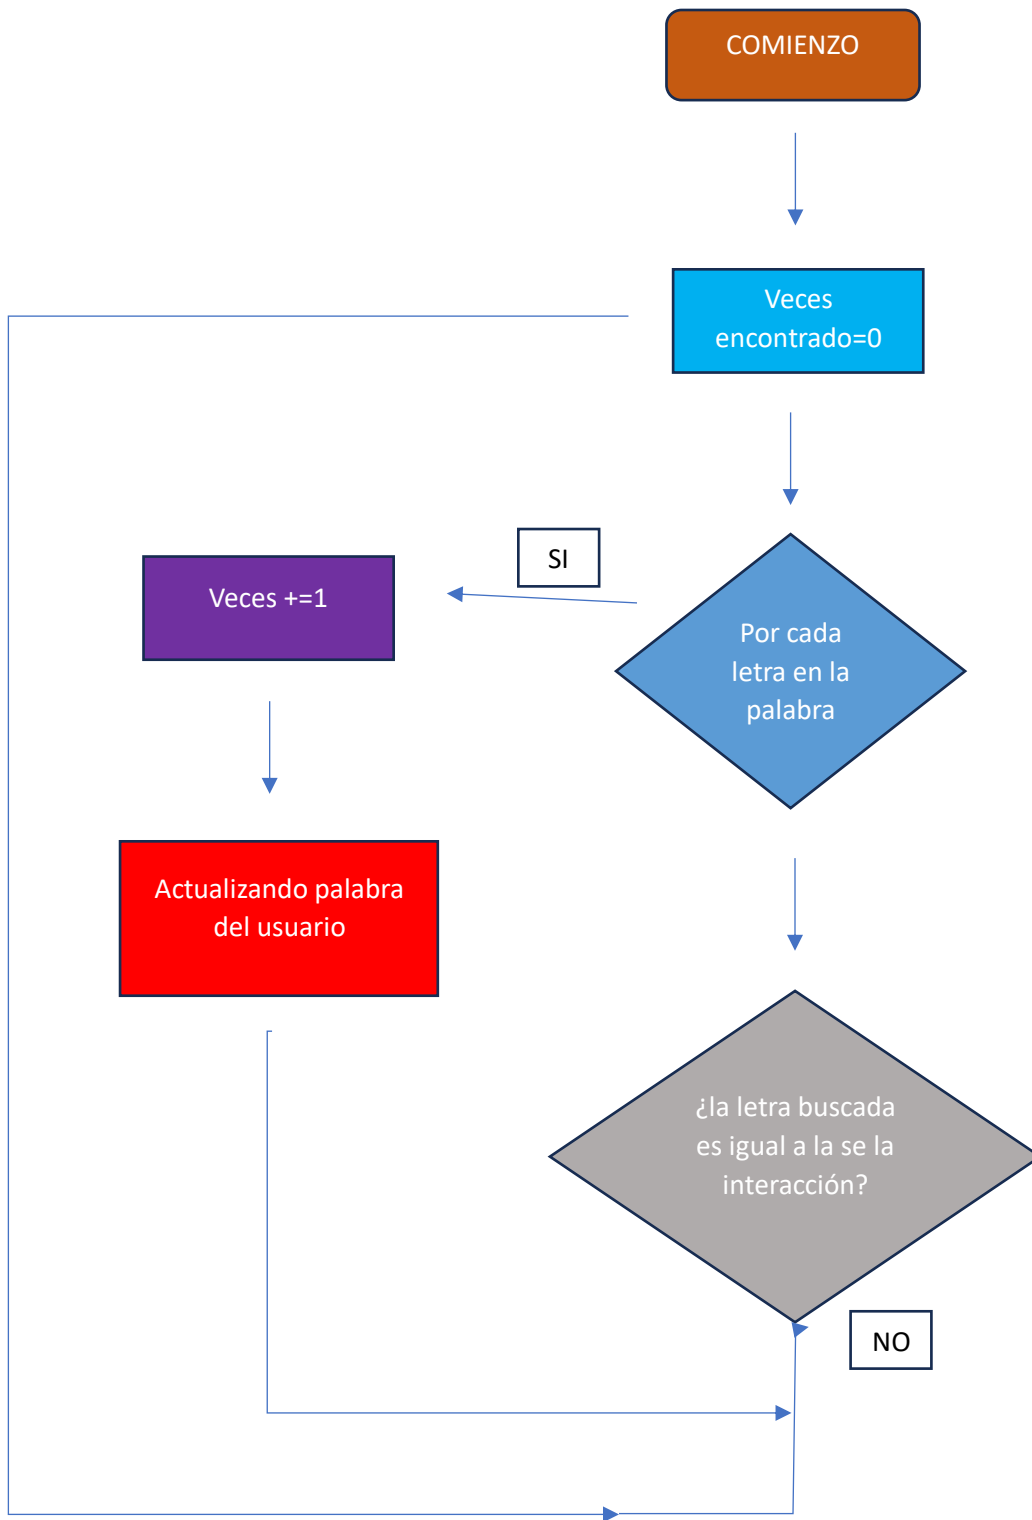 COMIENZO
Veces
encontrado=0
SI
Veces +=1
Por cada
letra en la
palabra
Actualizando palabra
del usuario
¿la letra buscada
es igual a la se la
interacción?
NO